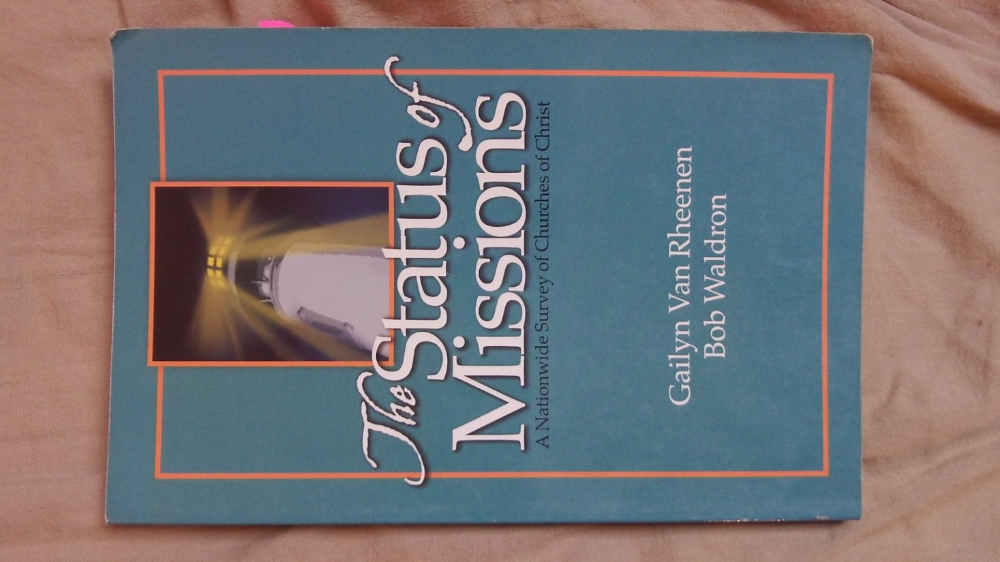 The Status of
Missions
A Nationwide Survey of Churches of Christ
Gailyn Van Rheenen
Bob Waldron